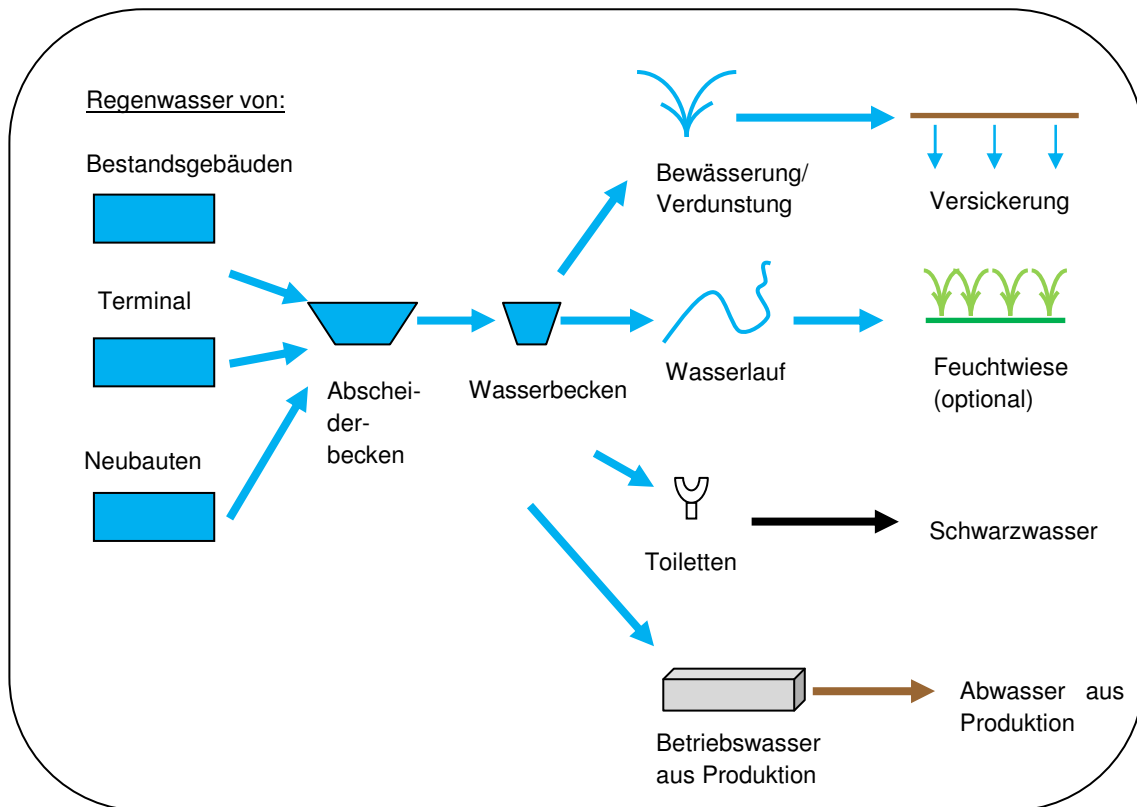 Regenwasser von:
Bestandsgebäuden
Terminal
Neubauten
Abschei-
der-
becken
Wasserbecken
Bewässerung/
Verdunstung
Versickerung
Wasserlauf
Feuchtwiese
(optional)
Toiletten
Schwarzwasser
Betriebswasser
aus Produktion
Abwasser aus
Produktion